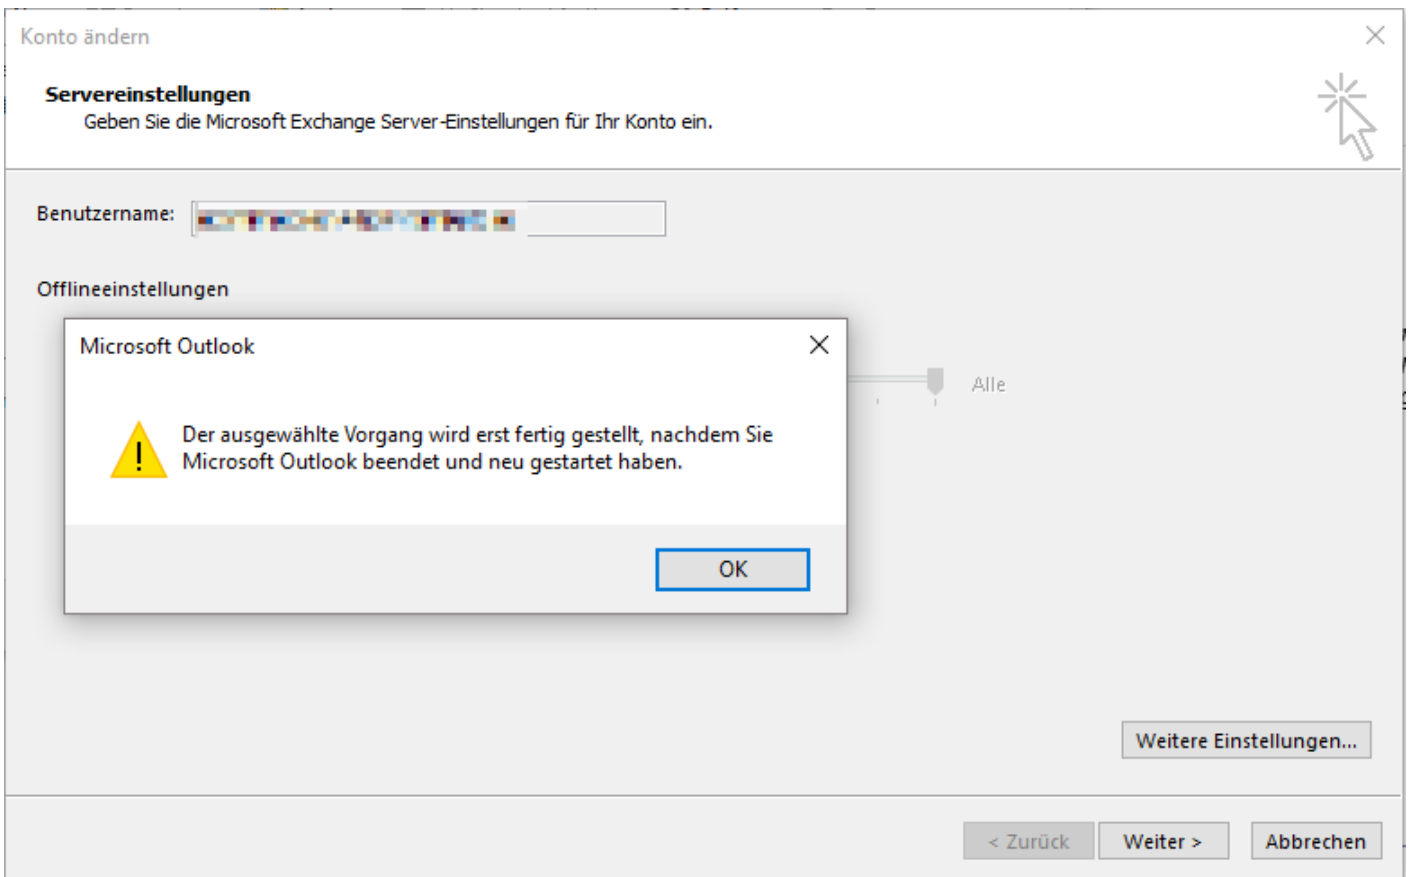 Konto ändern
Servereinstellungen
Geben Sie die Microsoft Exchange Server-Einstellungen für Ihr Konto ein.
Benutzername:
Offlineeinstellungen
Microsoft Outlook
Alle
Der ausgewählte Vorgang wird erst fertig gestellt, nachdem Sie
Microsoft Outlook beendet und neu gestartet haben.
OK
Weitere Einstellungen...
< Zurück
Weiter >
Abbrechen